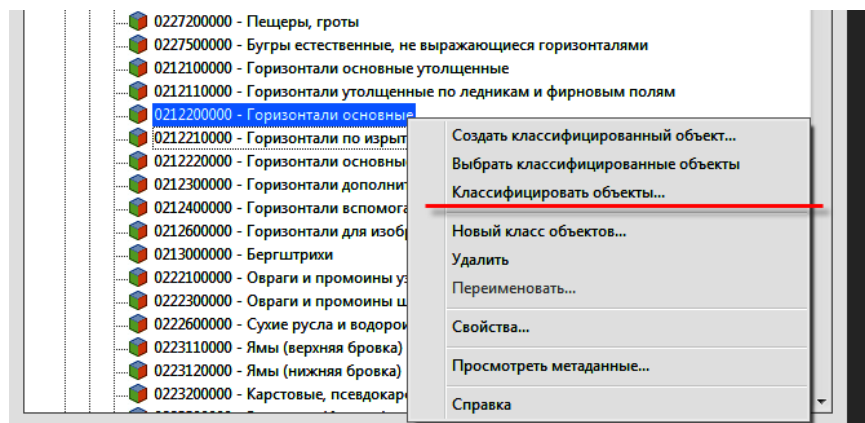 0227200000 - Пещеры, гроты
0227500000 - Бугры естественные, не выражающиеся горизонталями
0212100000 - Горизонтали основные утолщенные
0212110000 - Горизонтали утолщенные по ледникам и фирновым полям
0212200000 - Горизонтали основные
0212210000 - Горизонтали по изрыт
0212220000 - Горизонтали основны
0212300000 - Горизонтали дополнит
0212400000 - Горизонтали вспомога
0212600000 - Горизонтали для изоб
0213000000 - Бергштрихи
0222100000 - Овраги и промоины у
0222300000 - Овраги и промоины ш
0222600000 - Сухие русла и водоро
0223110000 - Ямы (верхняя бровка)
0223120000 - Ямы (нижняя бровка)
0223200000 - Карстовые, псевдокар
Создать классифицированный объект...
Выбрать классифицированные объекты
Классифицировать объекты...
Новый класс объектов...
Удалить
Переименовать...
Свойства...
Просмотреть метаданные...
Справка